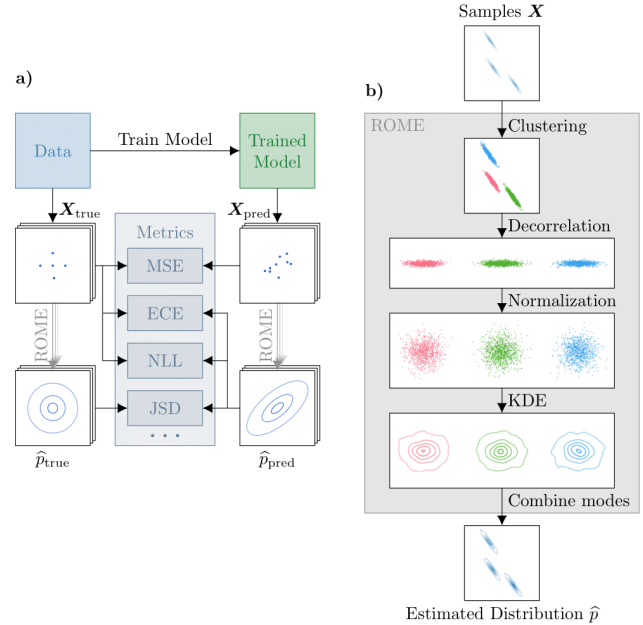 a)
Data
Train Model
Trained
Model
X_true
X_pred
Metrics
MSE
ECE
NLL
JSD
• • •
ROME
ROME
p̂_true
p̂_pred
b)
Samples X
ROME
Clustering
Decorrelation
Normalization
KDE
Combine modes
Estimated Distribution p̂